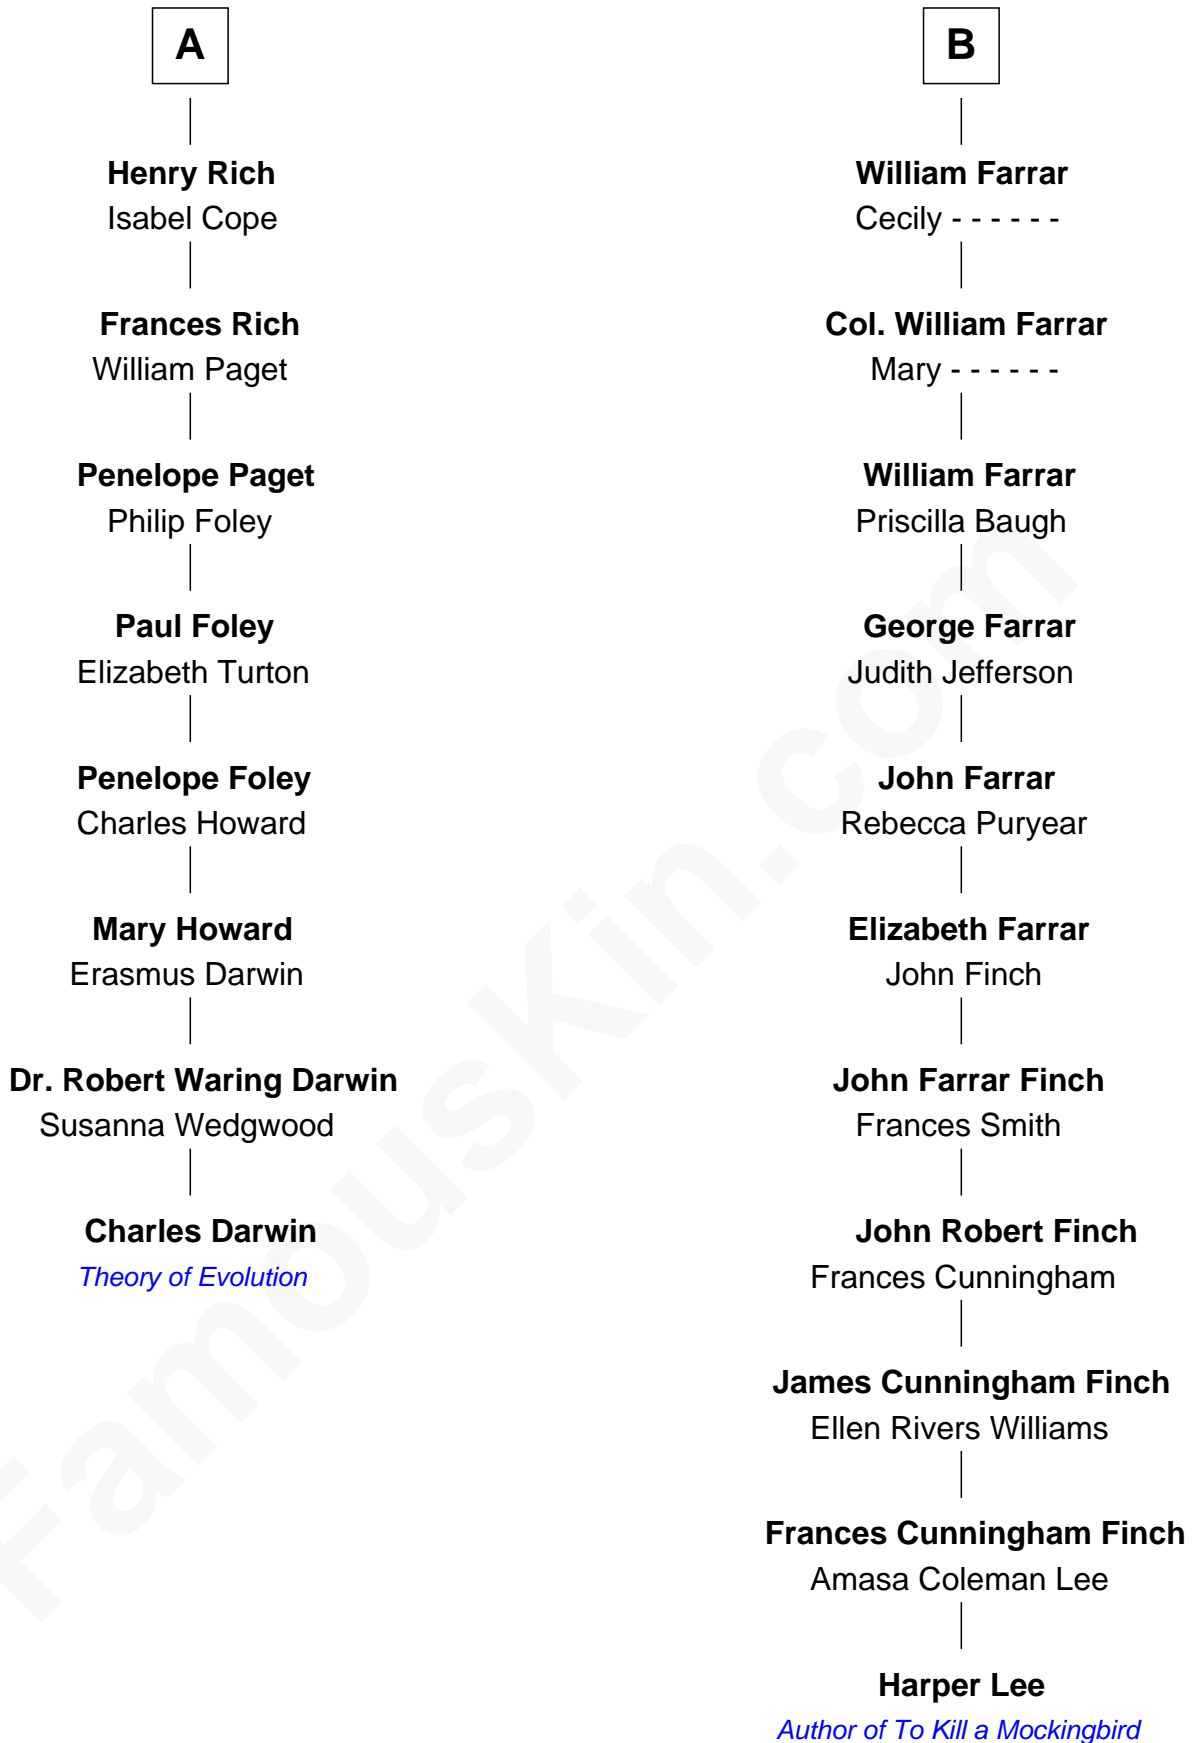 A
Henry Rich
Isabel Cope
Frances Rich
William Paget
Penelope Paget
Philip Foley
Paul Foley
Elizabeth Turton
Penelope Foley
Charles Howard
Mary Howard
Erasmus Darwin
Dr. Robert Waring Darwin
Susanna Wedgwood
Charles Darwin
Theory of Evolution
B
William Farrar
Cecily - - - - - -
Col. William Farrar
Mary - - - - - -
William Farrar
Priscilla Baugh
George Farrar
Judith Jefferson
John Farrar
Rebecca Puryear
Elizabeth Farrar
John Finch
John Farrar Finch
Frances Smith
John Robert Finch
Frances Cunningham
James Cunningham Finch
Ellen Rivers Williams
Frances Cunningham Finch
Amasa Coleman Lee
Harper Lee
Author of To Kill a Mockingbird
FamousKin.com